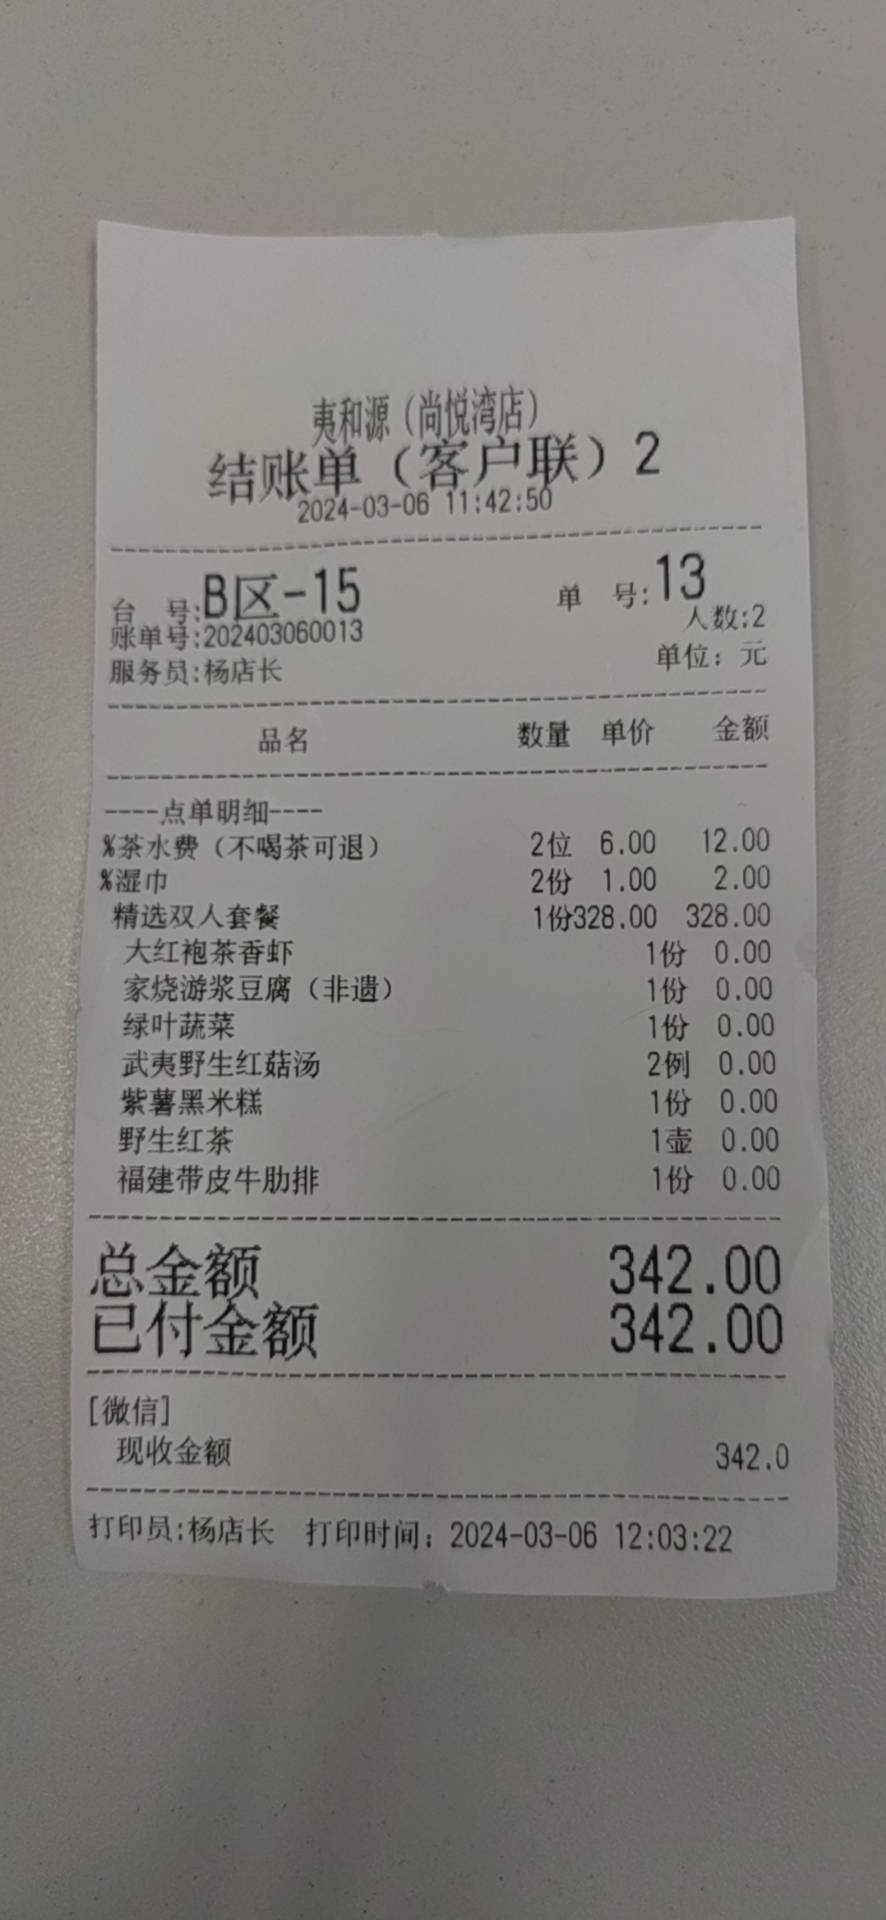 夷和源（尚悦湾店）
结账单（客户联）2
2024-03-06 11:42:50
台 号:B区-15 单 号:13
账单号:202403060013 人数:2
服务员:杨店长 单位：元
品名 数量 单价 金额
----点单明细----
%茶水费（不喝茶可退） 2位 6.00 12.00
%湿巾 2份 1.00 2.00
精选双人套餐 1份328.00 328.00
大红袍茶香虾 1份 0.00
家烧游浆豆腐（非遗） 1份 0.00
绿叶蔬菜 1份 0.00
武夷野生红菇汤 2例 0.00
紫薯黑米糕 1份 0.00
野生红茶 1壶 0.00
福建带皮牛肋排 1份 0.00
总金额 342.00
已付金额 342.00
[微信]
现收金额 342.0
打印员:杨店长 打印时间：2024-03-06 12:03:22